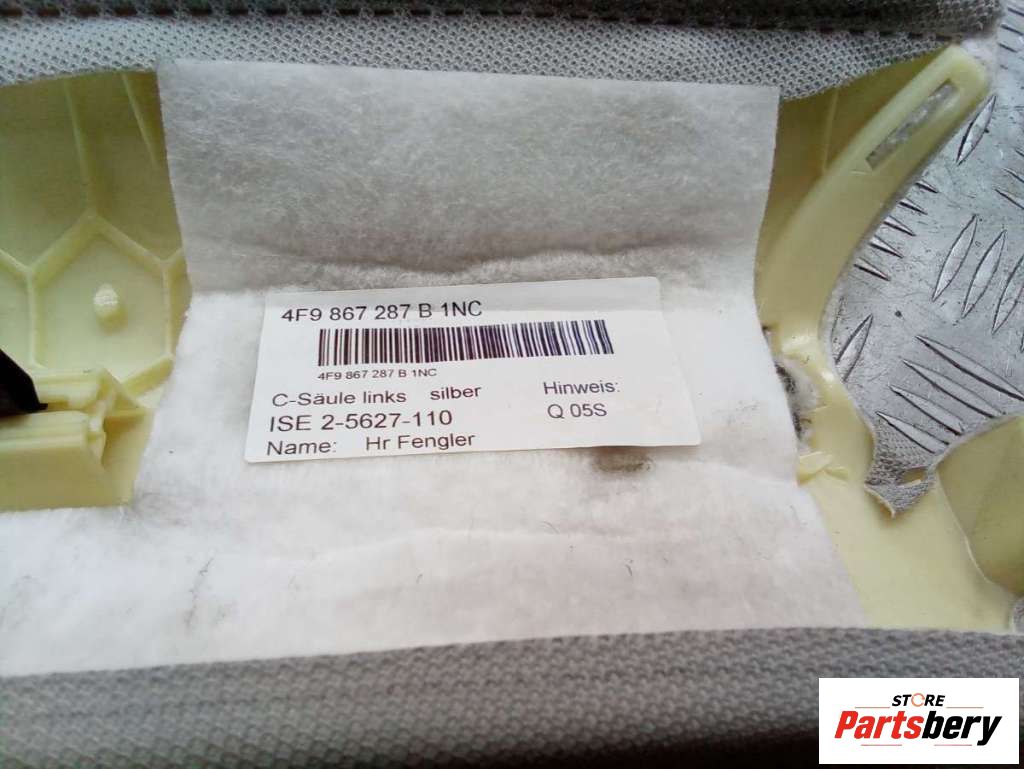 4F9 867 287 B 1NC
4F9 867 287 B 1NC
C-Säule links silber
Hinweis:
ISE 2-5627-110
Q 05S
Name: Hr Fengler
STORE
Partsbery